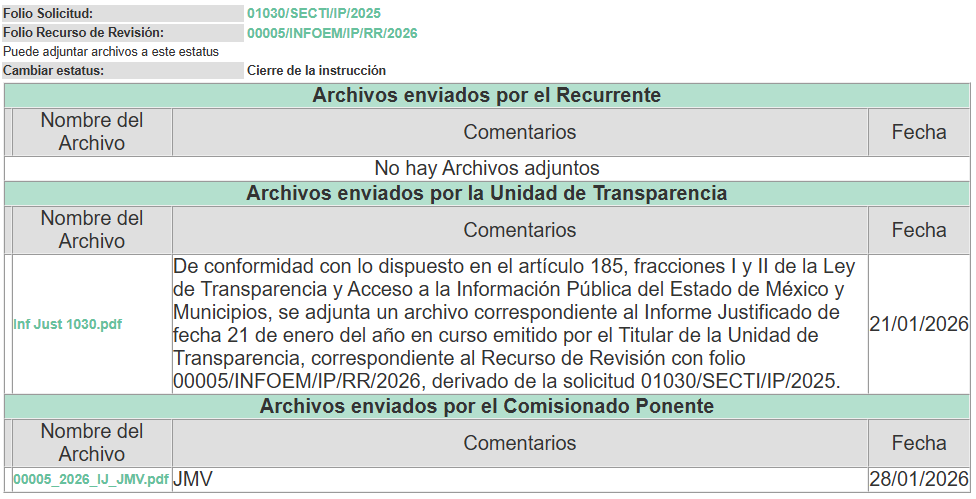 Folio Solicitud: 01030/SECTI/IP/2025
Folio Recurso de Revisión: 00005/INFOEM/IP/RR/2026
Puede adjuntar archivos a este estatus
Cambiar estatus: Cierre de la instrucción
Archivos enviados por el Recurrente
Nombre del Archivo Comentarios Fecha
No hay Archivos adjuntos
Archivos enviados por la Unidad de Transparencia
Nombre del Archivo Comentarios Fecha
Inf Just 1030.pdf
De conformidad con lo dispuesto en el artículo 185, fracciones I y II de la Ley
de Transparencia y Acceso a la Información Pública del Estado de México y
Municipios, se adjunta un archivo correspondiente al Informe Justificado de
fecha 21 de enero del año en curso emitido por el Titular de la Unidad de
Transparencia, correspondiente al Recurso de Revisión con folio
00005/INFOEM/IP/RR/2026, derivado de la solicitud 01030/SECTI/IP/2025.
21/01/2026
Archivos enviados por el Comisionado Ponente
Nombre del Archivo Comentarios Fecha
00005_2026_IJ_JMV.pdf JMV 28/01/2026